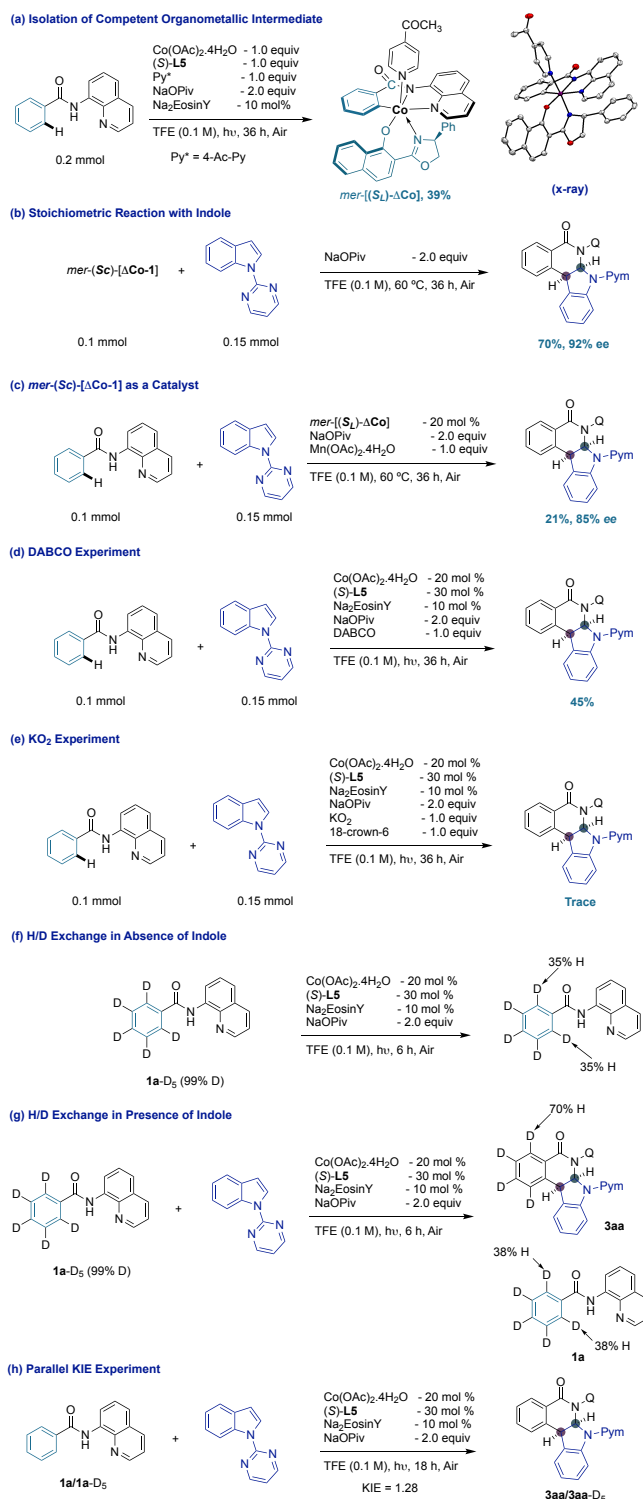 (a) Isolation of Competent Organometallic Intermediate
Co(OAc)2.4H2O - 1.0 equiv
(S)-L5 - 1.0 equiv
Py* - 1.0 equiv
NaOPiv - 2.0 equiv
Na2EosinY - 10 mol%
TFE (0.1 M), hυ, 36 h, Air
Py* = 4-Ac-Py
O
N
H
N
H
0.2 mmol
COCH3
N
O
C
N
N
Co
O
N
Ph
O
mer-[(SL)-ΔCo], 39%
(x-ray)
(b) Stoichiometric Reaction with Indole
mer-(Sc)-[ΔCo-1]
+
N
N
N
NaOPiv - 2.0 equiv
TFE (0.1 M), 60 ºC, 36 h, Air
O
N
Q
H
H
N
Pym
0.1 mmol
0.15 mmol
70%, 92% ee
(c) mer-(Sc)-[ΔCo-1] as a Catalyst
O
N
H
N
H
+
N
N
N
mer-[(SL)-ΔCo] - 20 mol %
NaOPiv - 2.0 equiv
Mn(OAc)2.4H2O - 1.0 equiv
TFE (0.1 M), 60 ºC, 36 h, Air
O
N
Q
H
H
N
Pym
0.1 mmol
0.15 mmol
21%, 85% ee
(d) DABCO Experiment
O
N
H
N
H
+
N
N
N
Co(OAc)2.4H2O - 20 mol %
(S)-L5 - 30 mol %
Na2EosinY - 10 mol %
NaOPiv - 2.0 equiv
DABCO - 1.0 equiv
TFE (0.1 M), hυ, 36 h, Air
O
N
Q
H
H
N
Pym
0.1 mmol
0.15 mmol
45%
(e) KO2 Experiment
O
N
H
N
H
+
N
N
N
Co(OAc)2.4H2O - 20 mol %
(S)-L5 - 30 mol %
Na2EosinY - 10 mol %
NaOPiv - 2.0 equiv
KO2 - 1.0 equiv
18-crown-6 - 1.0 equiv
TFE (0.1 M), hυ, 36 h, Air
O
N
Q
H
H
N
Pym
0.1 mmol
0.15 mmol
Trace
(f) H/D Exchange in Absence of Indole
D
D
D
D
D
O
N
H
N
1a-D5 (99% D)
Co(OAc)2.4H2O - 20 mol %
(S)-L5 - 30 mol %
Na2EosinY - 10 mol %
NaOPiv - 2.0 equiv
TFE (0.1 M), hυ, 6 h, Air
35% H
D
D
D
D
D
O
N
H
N
35% H
(g) H/D Exchange in Presence of Indole
D
D
D
D
D
O
N
H
N
1a-D5 (99% D)
+
N
N
N
Co(OAc)2.4H2O - 20 mol %
(S)-L5 - 30 mol %
Na2EosinY - 10 mol %
NaOPiv - 2.0 equiv
TFE (0.1 M), hυ, 6 h, Air
70% H
D
D
D
D
O
N
Q
H
H
N
Pym
3aa
38% H
D
D
D
D
D
O
N
H
N
38% H
1a
(h) Parallel KIE Experiment
O
N
H
N
1a/1a-D5
+
N
N
N
Co(OAc)2.4H2O - 20 mol %
(S)-L5 - 30 mol %
Na2EosinY - 10 mol %
NaOPiv - 2.0 equiv
TFE (0.1 M), hυ, 18 h, Air
KIE = 1.28
O
N
Q
H
H
N
Pym
3aa/3aa-D5